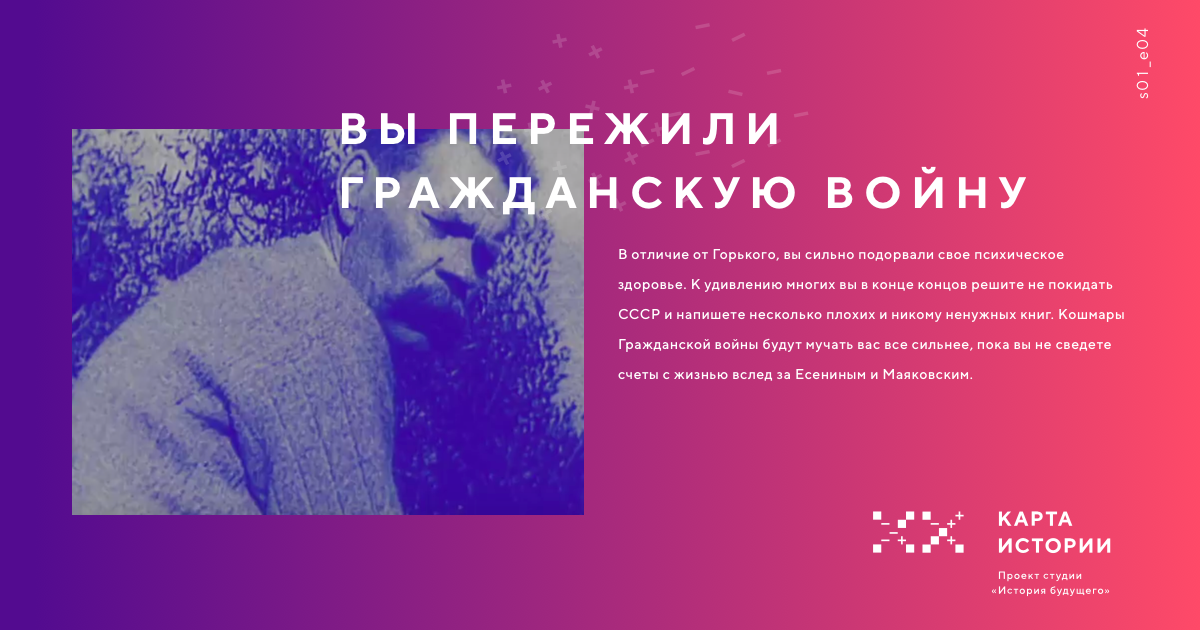 s01_e04
ВЫ ПЕРЕЖИЛИ
ГРАЖДАНСКУЮ ВОЙНУ
В отличие от Горького, вы сильно подорвали свое психическое
здоровье. К удивлению многих вы в конце концов решите не покидать
СССР и напишете несколько плохих и никому ненужных книг. Кошмары
Гражданской войны будут мучать вас все сильнее, пока вы не сведете
счеты с жизнью вслед за Есениным и Маяковским.
КАРТА
ИСТОРИИ
Проект студии
«История будущего»